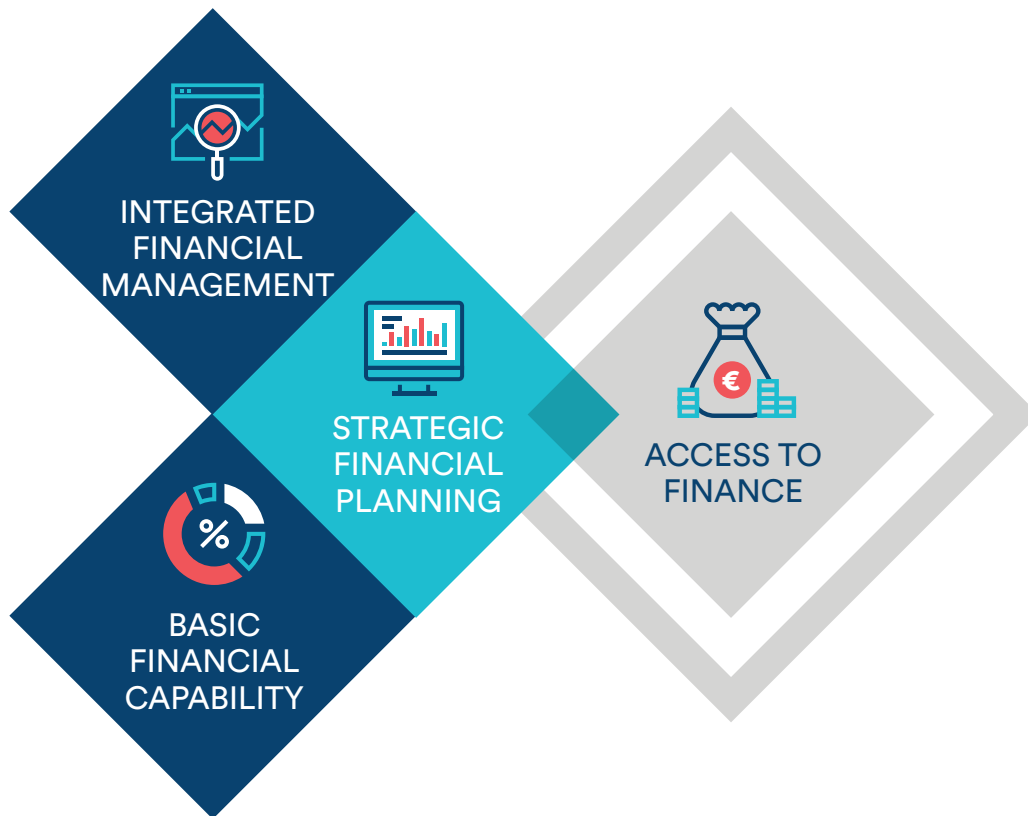 INTEGRATED
FINANCIAL
MANAGEMENT
STRATEGIC
FINANCIAL
PLANNING
€
ACCESS TO
FINANCE
%
BASIC
FINANCIAL
CAPABILITY